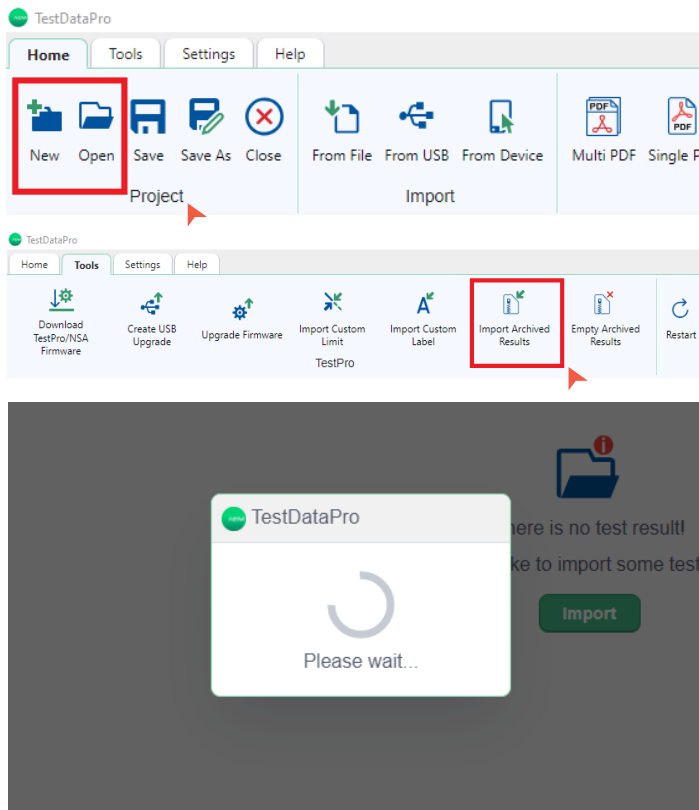 TestDataPro
Home Tools Settings Help
New Open Save Save As Close From File From USB From Device Multi PDF Single
PDF
PDF
Project Import
TestDataPro
Home Tools Settings Help
Download TestPro/NSA Firmware
Create USB Upgrade
Upgrade Firmware
Import Custom Limit
Import Custom Label
Import Archived Results
Empty Archived Results
Restart
TestPro
TestDataPro
here is no test result!
ke to import some test
Import
Please wait...